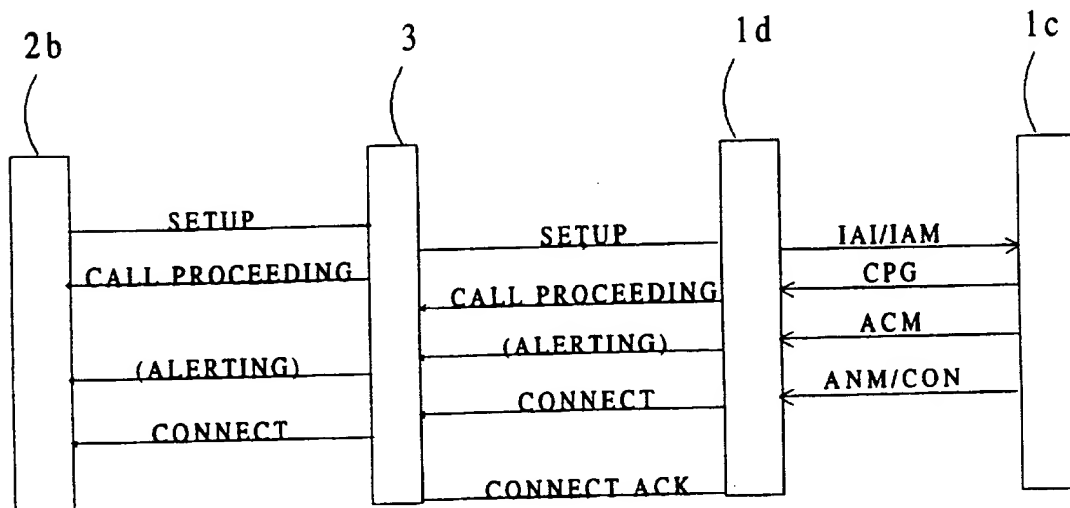 2b
3
1d
1c
SETUP
SETUP
IAI/IAM
CALL PROCEEDING
CPG
CALL PROCEEDING
ACM
(ALERTING)
(ALERTING)
ANM/CON
CONNECT
CONNECT
CONNECT ACK